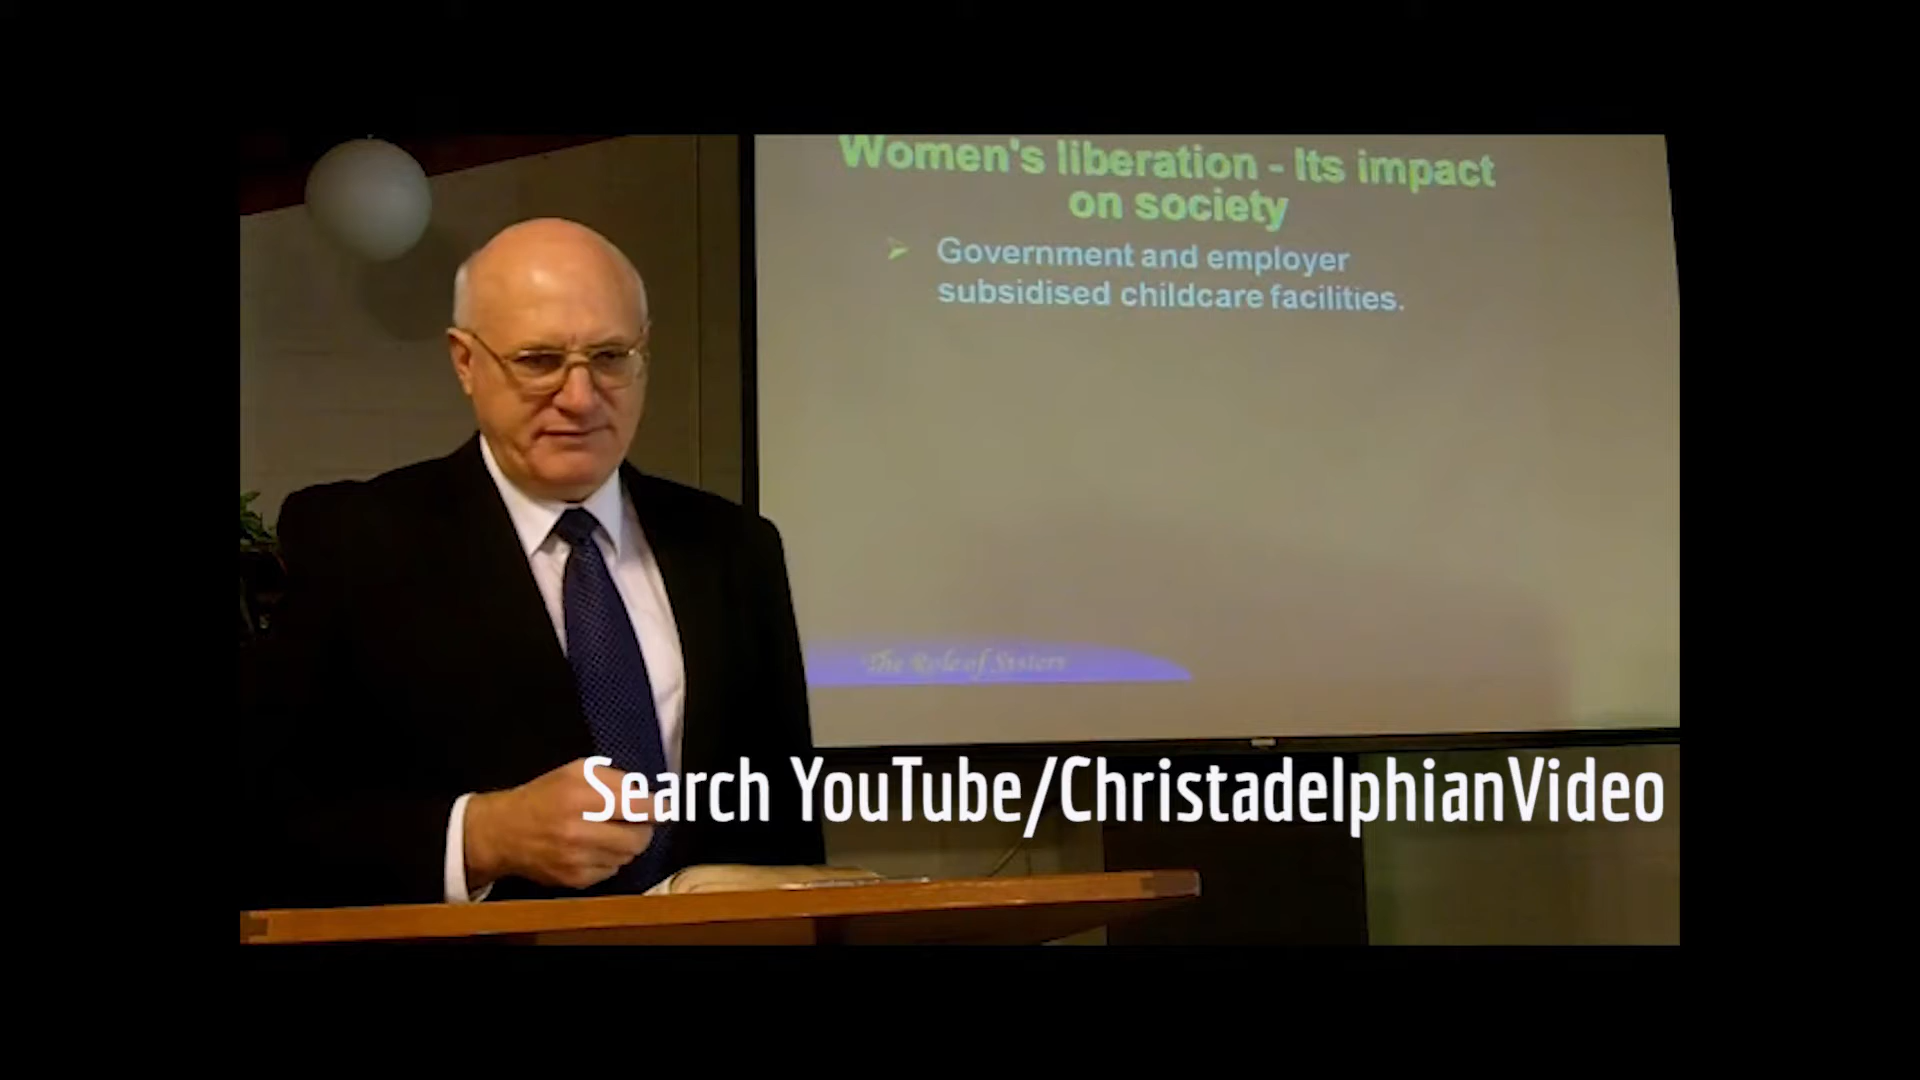 Women's liberation - Its impact
on society
Government and employer
subsidised childcare facilities.
The Role of Sisters
Search YouTube/ChristadelphianVideo